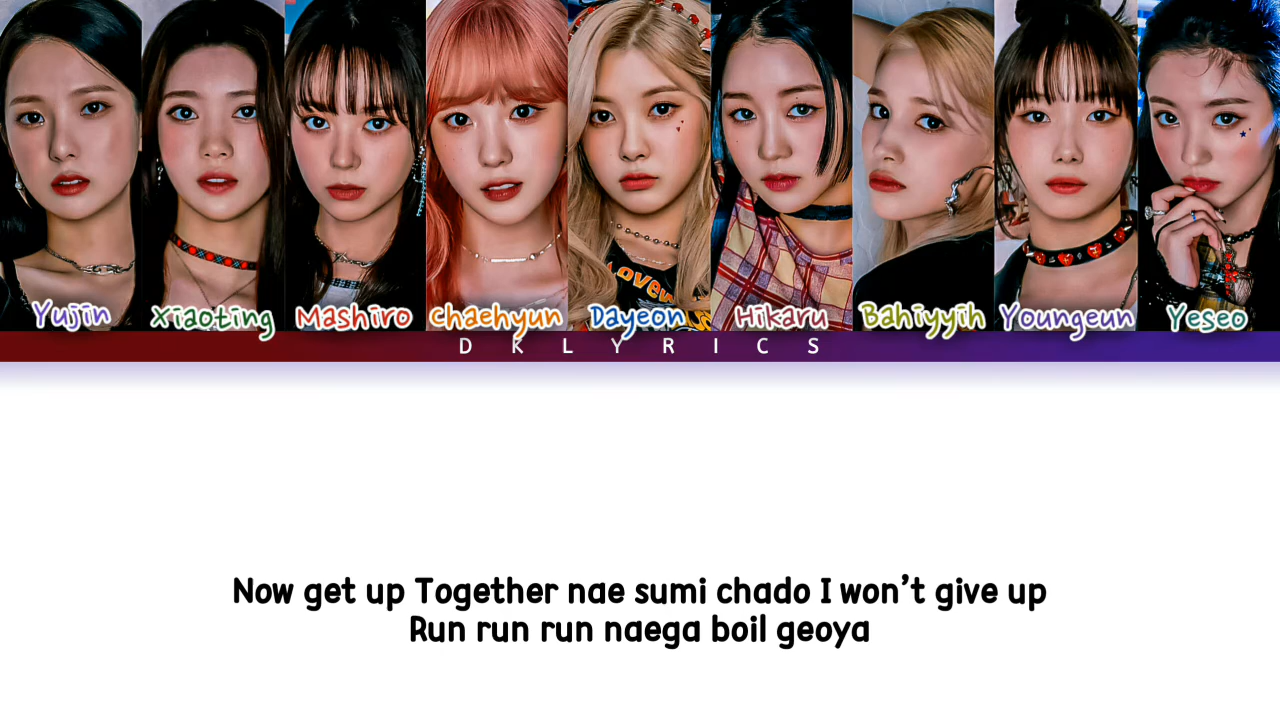 Yujin Xiaoting Mashiro chaehyun Dayeon Hikaru Bahiyyih Youngeun Yeseo
DKLYRICS
Now get up Together nae sumi chado I won't give up
Run run run naega boil geoya